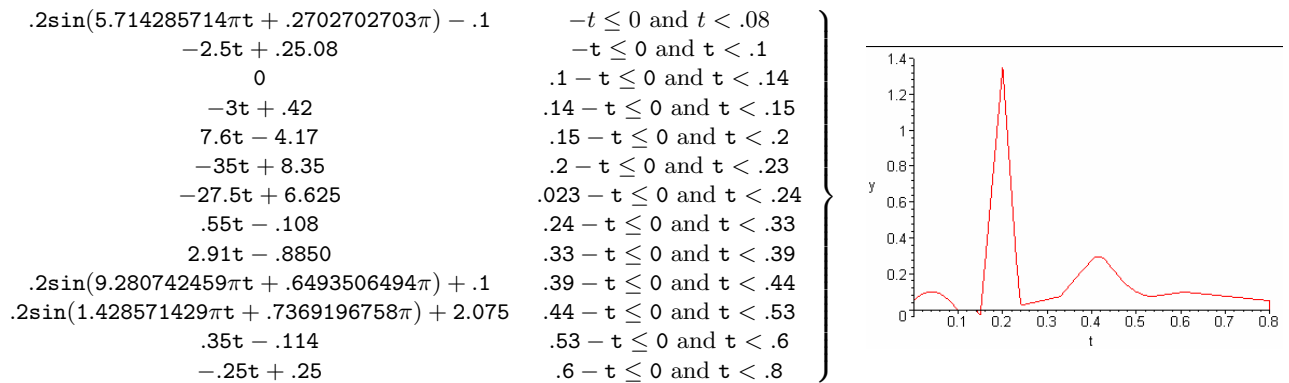 .2sin(5.714285714πt + .2702702703π) − .1 −t ≤ 0 and t < .08
−2.5t + .25.08 −t ≤ 0 and t < .1
0 .1 − t ≤ 0 and t < .14
−3t + .42 .14 − t ≤ 0 and t < .15
7.6t − 4.17 .15 − t ≤ 0 and t < .2
−35t + 8.35 .2 − t ≤ 0 and t < .23
−27.5t + 6.625 .023 − t ≤ 0 and t < .24
.55t − .108 .24 − t ≤ 0 and t < .33
2.91t − .8850 .33 − t ≤ 0 and t < .39
.2sin(9.280742459πt + .6493506494π) + .1 .39 − t ≤ 0 and t < .44
.2sin(1.428571429πt + .7369196758π) + 2.075 .44 − t ≤ 0 and t < .53
.35t − .114 .53 − t ≤ 0 and t < .6
−.25t + .25 .6 − t ≤ 0 and t < .8
1.4
1.2
1
0.8
y
0.6
0.4
0.2
0
0.1 0.2 0.3 0.4 0.5 0.6 0.7 0.8
t